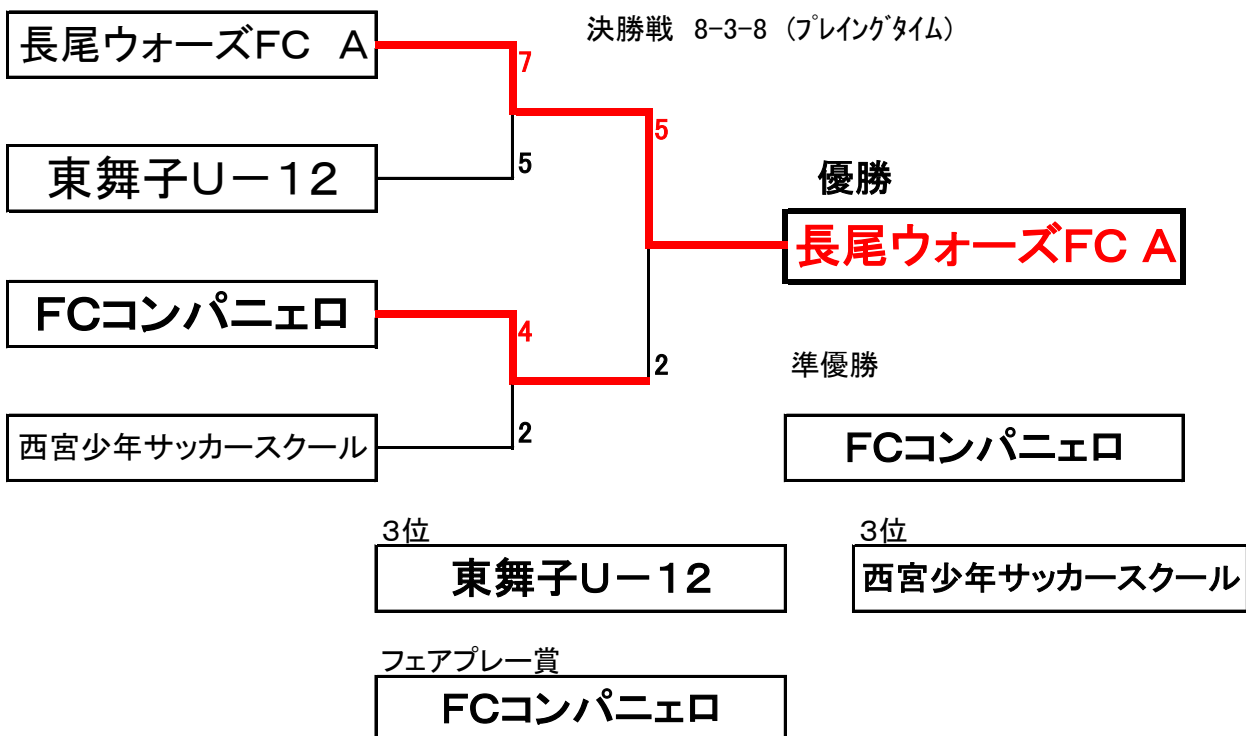 決勝戦 8-3-8 (プレイングタイム)
長尾ウォーズFC A
7
5
東舞子U-12
5
優勝
長尾ウォーズFC A
FCコンパニェロ
4
2
準優勝
西宮少年サッカースクール
2
FCコンパニェロ
3位
3位
東舞子U-12
西宮少年サッカースクール
フェアプレー賞
FCコンパニェロ